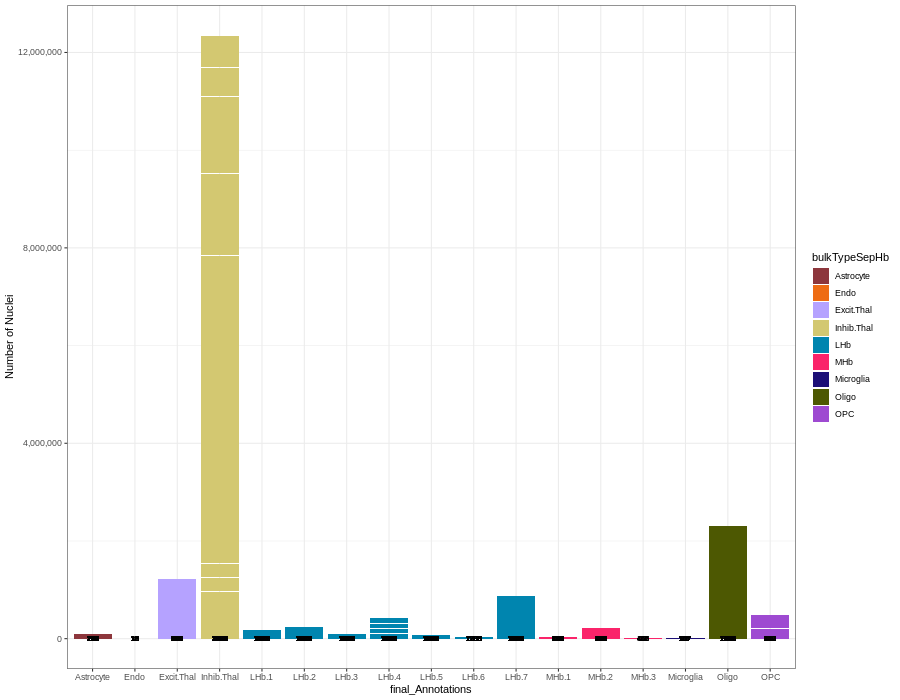 12,000,000
8,000,000
4,000,000
0
Number of Nuclei
Astrocyte Endo Excit.Thal Inhib.Thal LHb.1 LHb.2 LHb.3 LHb.4 LHb.5 LHb.6 LHb.7 MHb.1 MHb.2 MHb.3 Microglia Oligo OPC
final_Annotations
bulkTypeSepHb
Astrocyte
Endo
Excit.Thal
Inhib.Thal
LHb
MHb
Microglia
Oligo
OPC